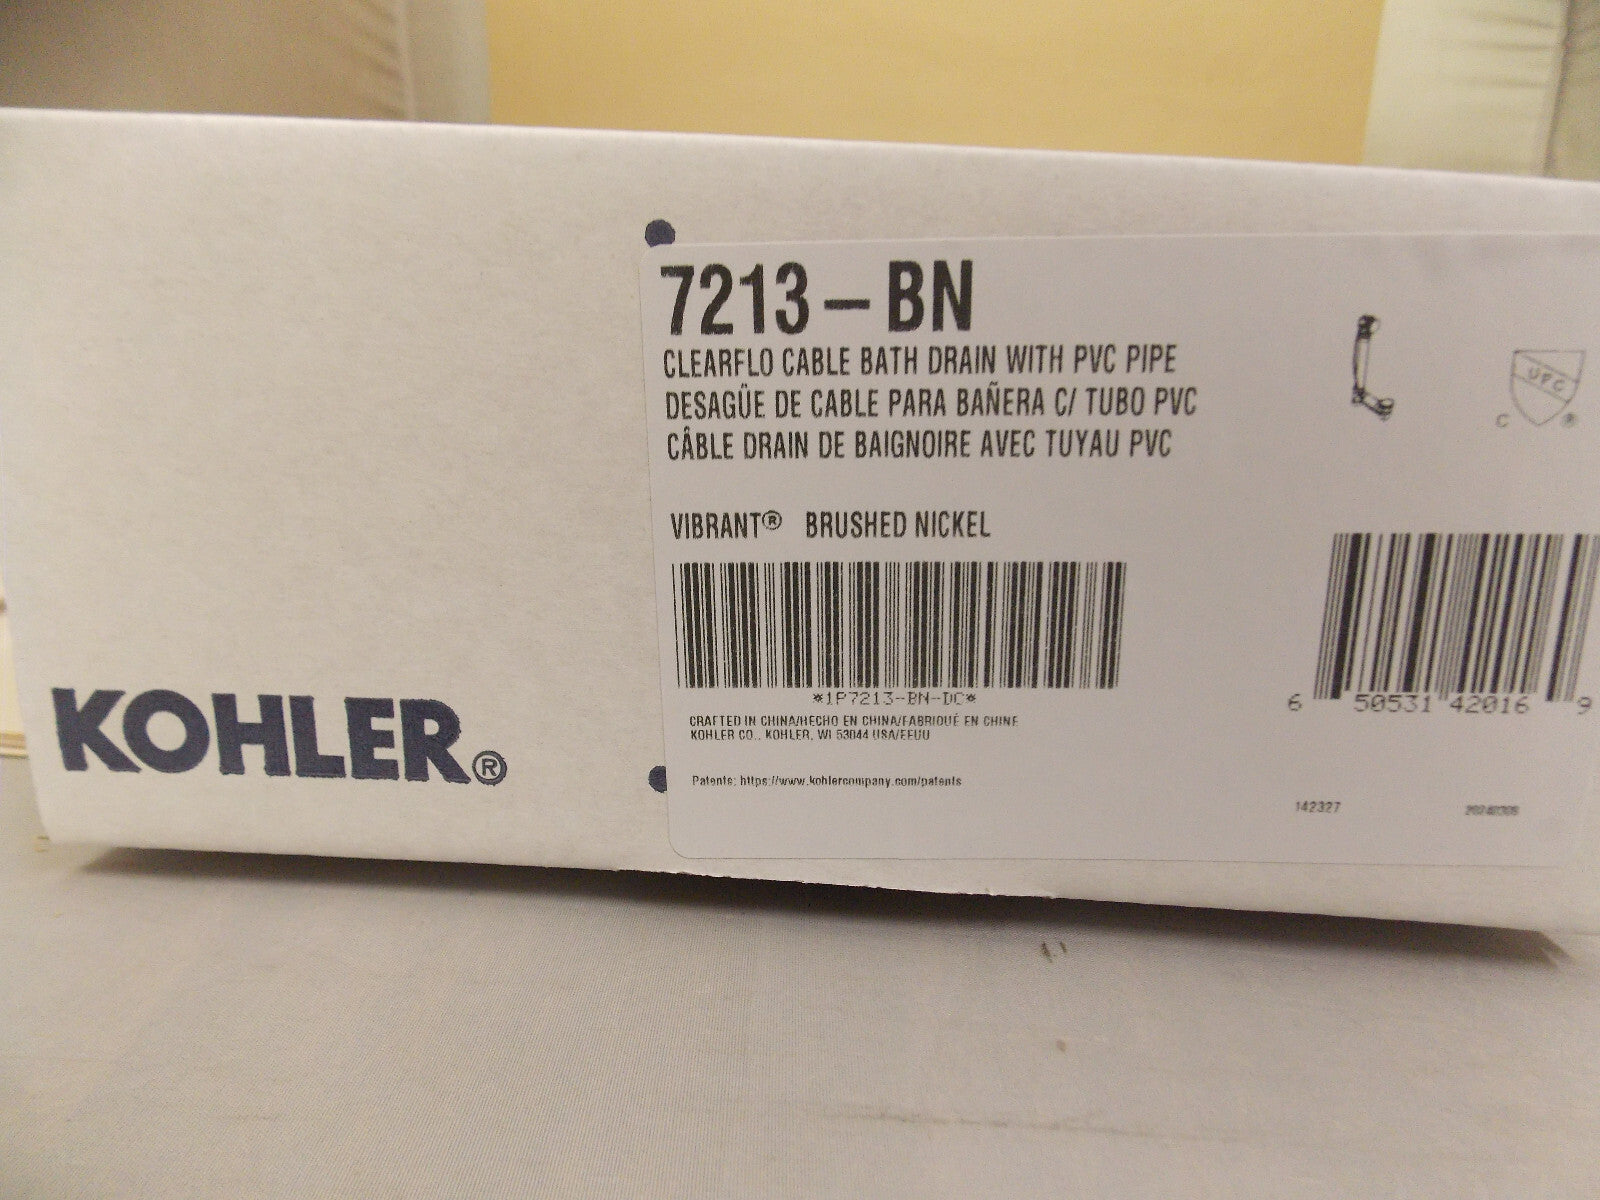 7213-BN
CLEARFLO CABLE BATH DRAIN WITH PVC PIPE
DESAGÜE DE CABLE PARA BAÑERA C/ TUBO PVC
CÂBLE DRAIN DE BAIGNOIRE AVEC TUYAU PVC
UPC
C ®
VIBRANT® BRUSHED NICKEL
*1P7213-BN-DC*
6 50531 42016 9
CRAFTED IN CHINA/HECHO EN CHINA/FABRIQUÉ EN CHINE
KOHLER CO., KOHLER, WI 53044 USA/EEUU
KOHLER®
Patents: https://www.kohlercompany.com/patents
142327